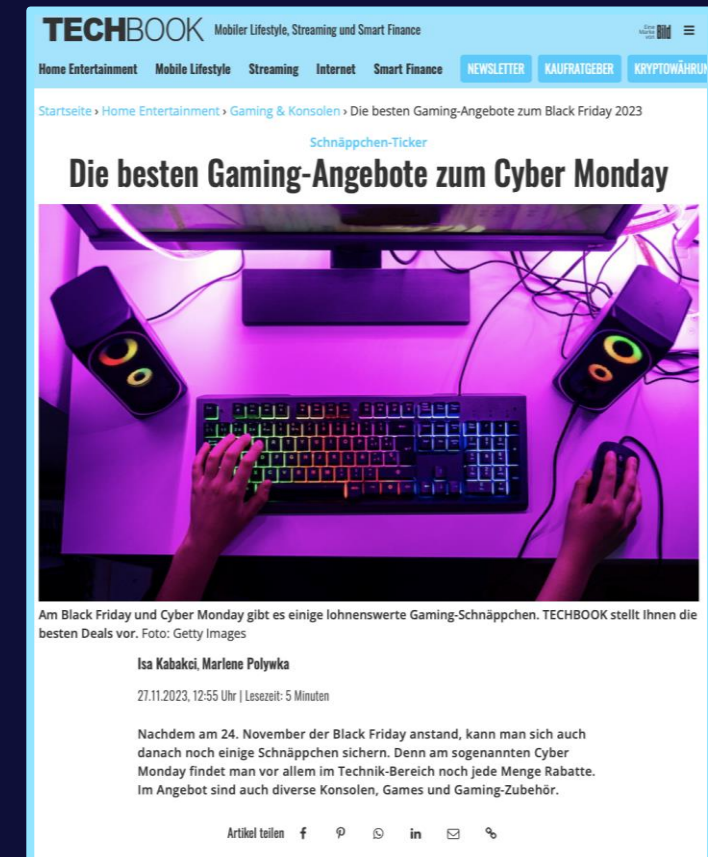 TECHBOOK Mobiler Lifestyle, Streaming und Smart Finance
Eine Marke von Bild
Home Entertainment Mobile Lifestyle Streaming Internet Smart Finance NEWSLETTER KAUFRATGEBER KRYPTOWÄHRUN
Startseite › Home Entertainment › Gaming & Konsolen › Die besten Gaming-Angebote zum Black Friday 2023
Schnäppchen-Ticker
Die besten Gaming-Angebote zum Cyber Monday
Am Black Friday und Cyber Monday gibt es einige lohnenswerte Gaming-Schnäppchen. TECHBOOK stellt Ihnen die
besten Deals vor. Foto: Getty Images
Isa Kabakci, Marlene Polywka
27.11.2023, 12:55 Uhr | Lesezeit: 5 Minuten
Nachdem am 24. November der Black Friday anstand, kann man sich auch
danach noch einige Schnäppchen sichern. Denn am sogenannten Cyber
Monday findet man vor allem im Technik-Bereich noch jede Menge Rabatte.
Im Angebot sind auch diverse Konsolen, Games und Gaming-Zubehör.
Artikel teilen